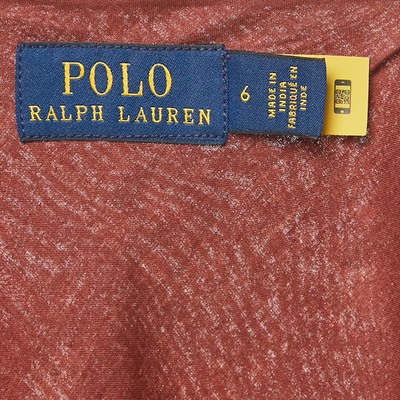 POLO
RALPH LAUREN
6
MADE IN
INDIA
FABRIQUÉ EN
INDE